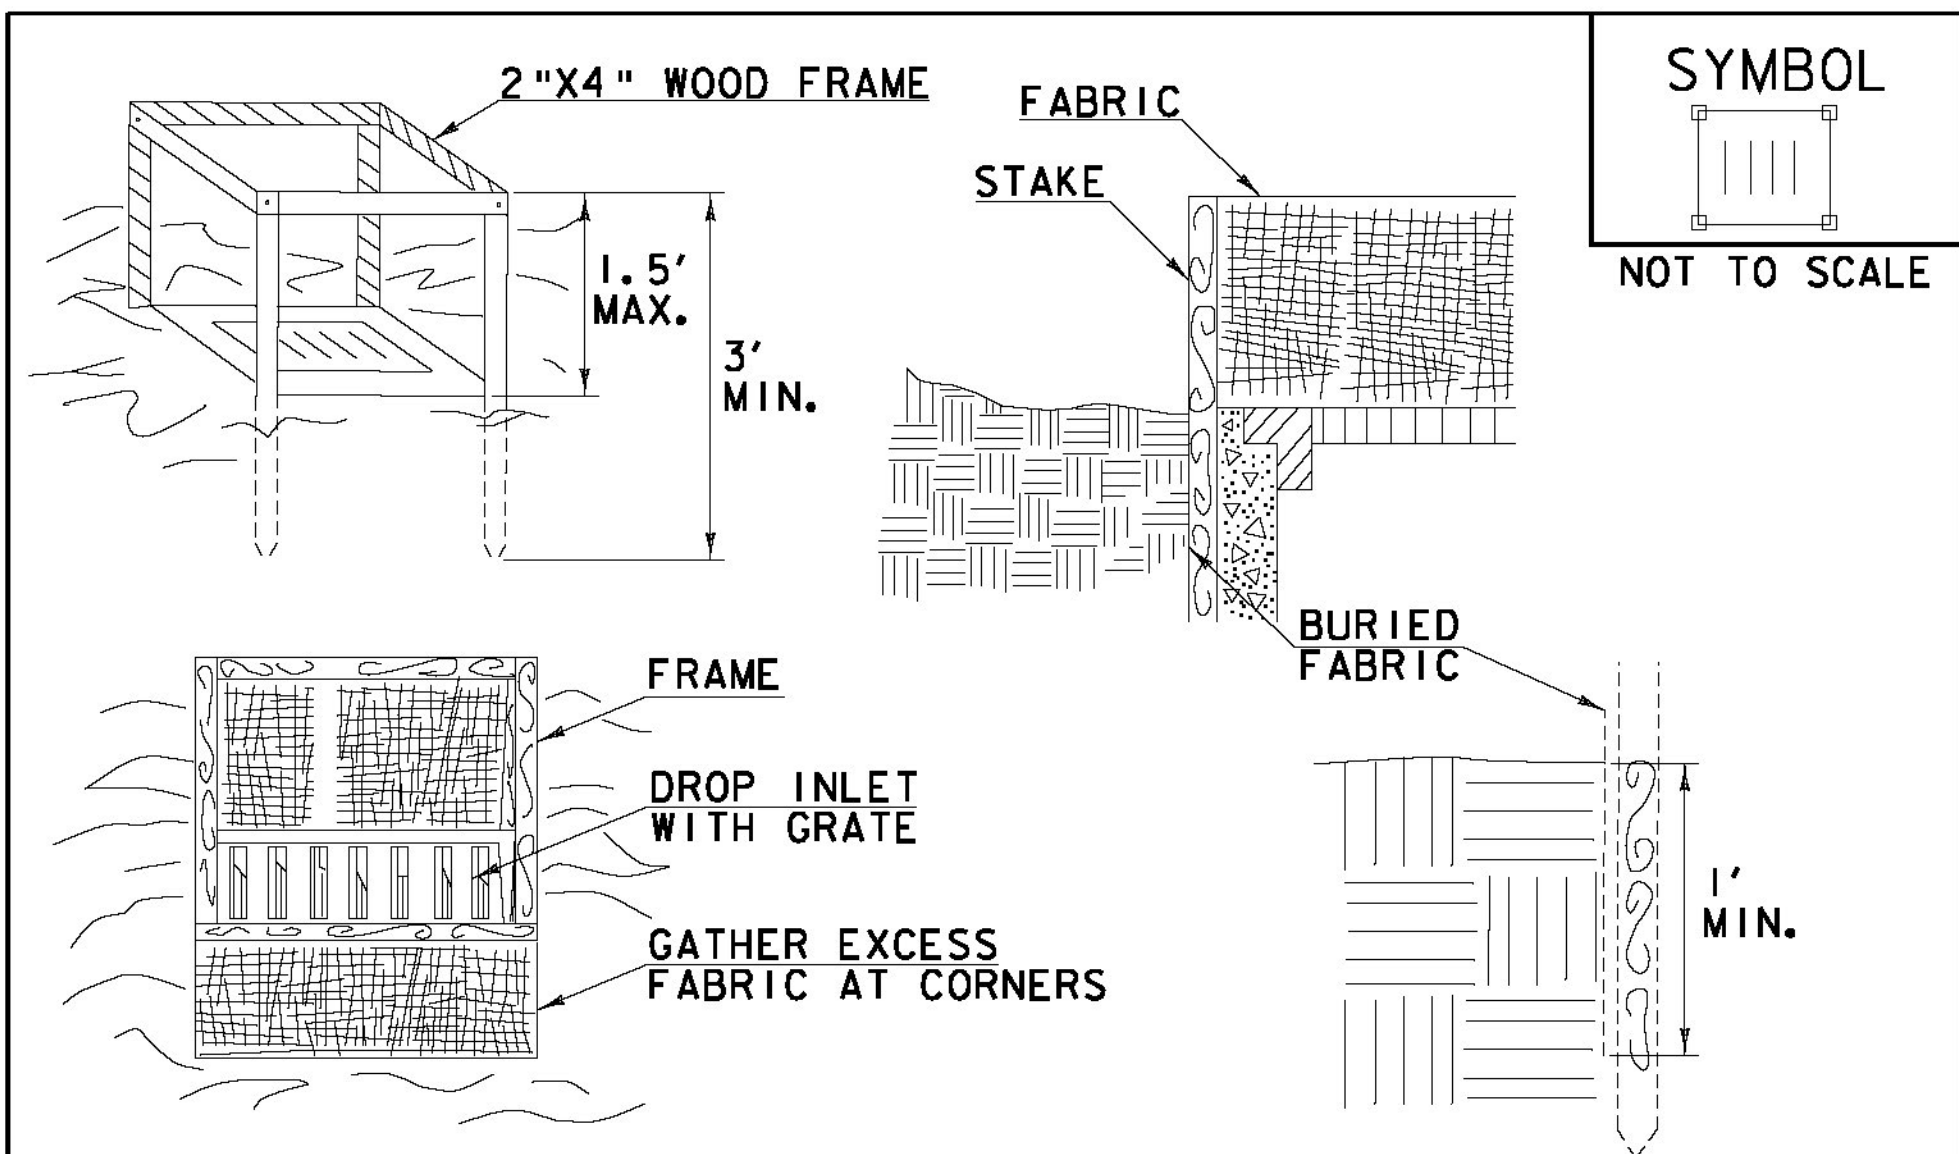 2"X4" WOOD FRAME
1.5'
MAX.
3'
MIN.
FABRIC
STAKE
SYMBOL
NOT TO SCALE
BURIED
FABRIC
FRAME
DROP INLET
WITH GRATE
GATHER EXCESS
FABRIC AT CORNERS
1'
MIN.